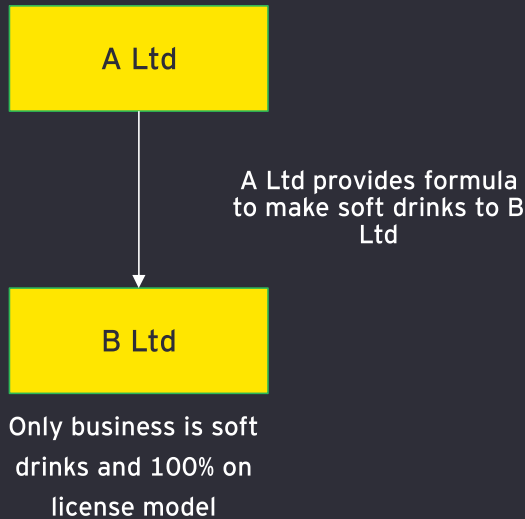 A Ltd
A Ltd provides formula
to make soft drinks to B
Ltd
B Ltd
Only business is soft
drinks and 100% on
license model